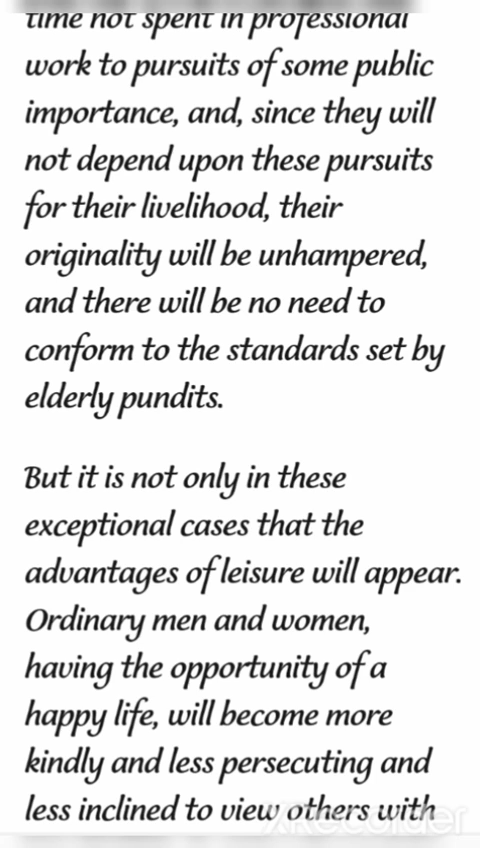 time not spent in professional
work to pursuits of some public
importance, and, since they will
not depend upon these pursuits
for their livelihood, their
originality will be unhampered,
and there will be no need to
conform to the standards set by
elderly pundits.
But it is not only in these
exceptional cases that the
advantages of leisure will appear.
Ordinary men and women,
having the opportunity of a
happy life, will become more
kindly and less persecuting and
less inclined to view others with
XRecorder